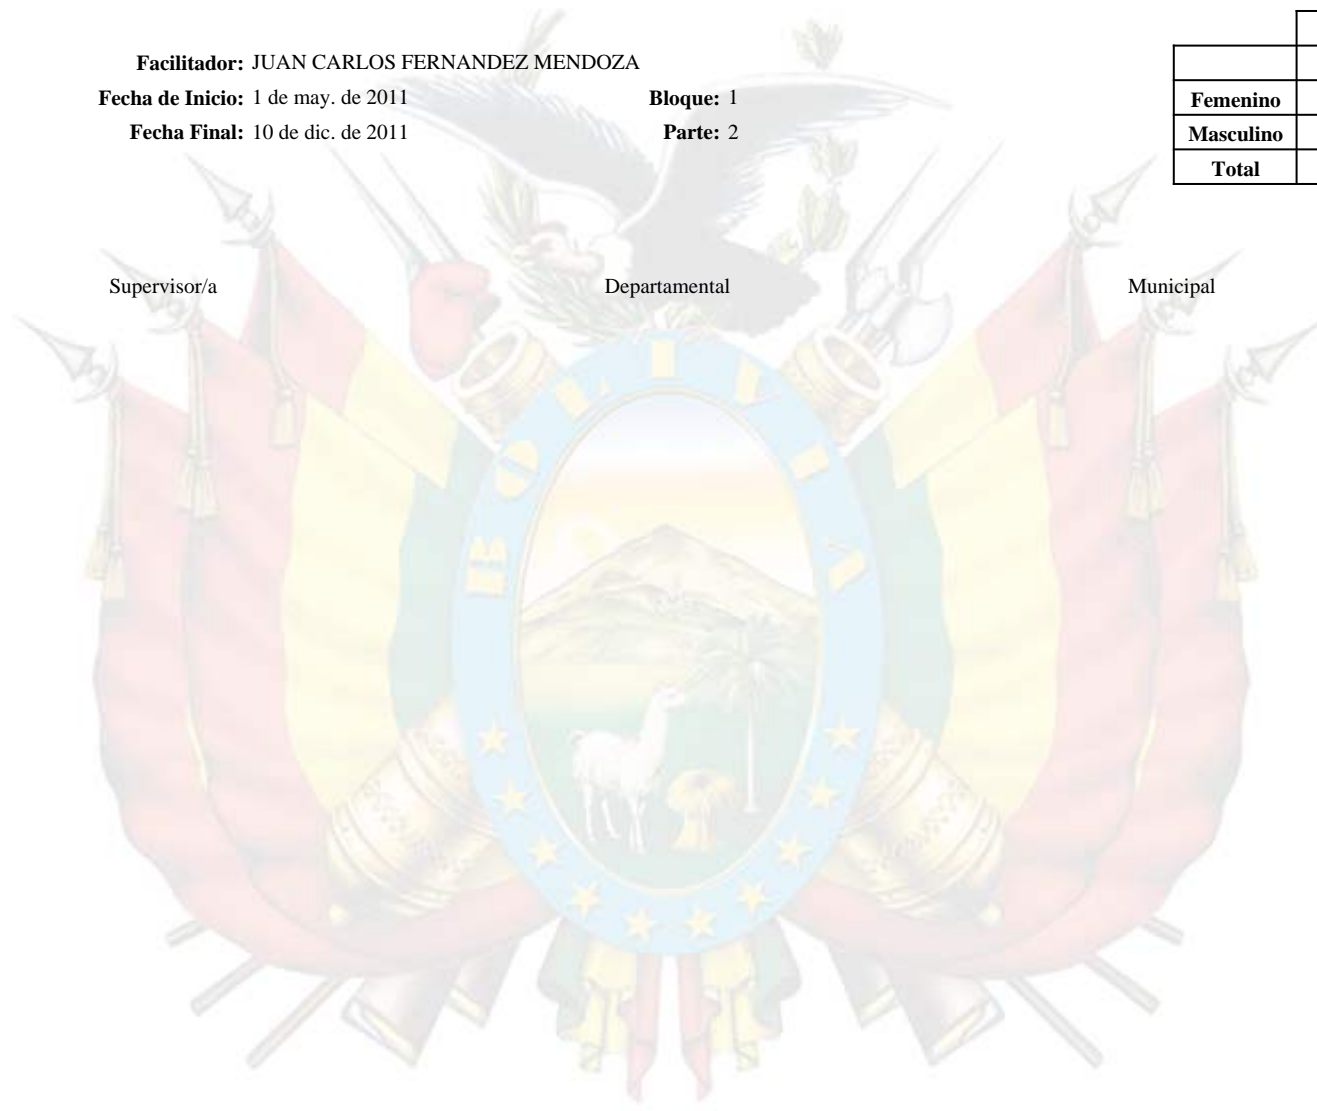 Facilitador: JUAN CARLOS FERNANDEZ MENDOZA
Fecha de Inicio: 1 de may. de 2011 Bloque: 1
Fecha Final: 10 de dic. de 2011 Parte: 2
Femenino
Masculino
Total
Supervisor/a Departamental Municipal
BOLIVIA